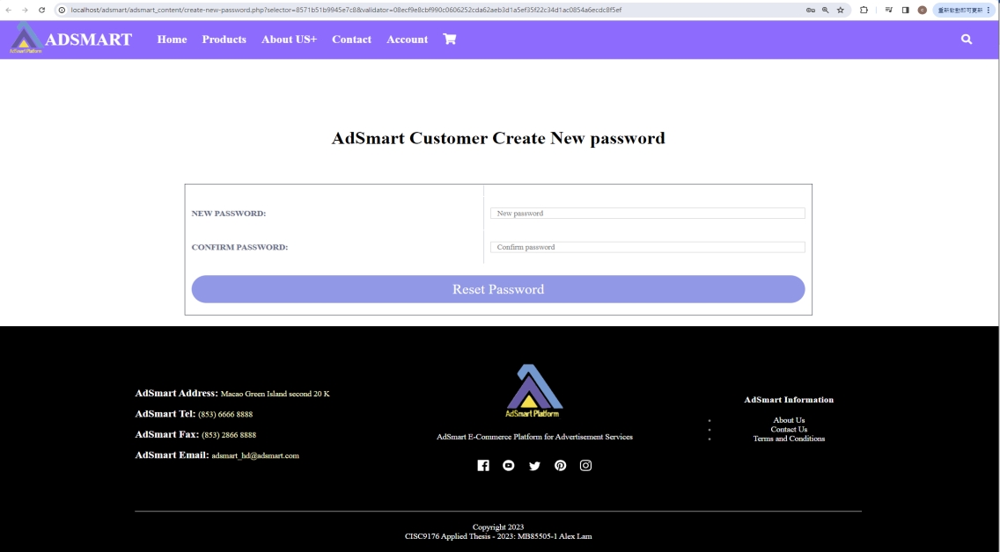 localhost/adsmart/adsmart_content/create-new-password.php?selector=8571b51b9945e7c8&validator=08ecf9e8cbf990c0606252cda62aeb3d1a5ef35f22c34d1ac0854a6ecdc8f5ef
重新啟動即可更新
AdSmart Platform
ADSMART
Home Products About US+ Contact Account
AdSmart Customer Create New password
NEW PASSWORD:
New password
CONFIRM PASSWORD:
Confirm password
Reset Password
AdSmart Address: Macao Green Island second 20 K
AdSmart Tel: (853) 6666 8888
AdSmart Fax: (853) 2866 8888
AdSmart Email: adsmart_hd@adsmart.com
AdSmart Platform
AdSmart E-Commerce Platform for Advertisement Services
AdSmart Information
About Us
Contact Us
Terms and Conditions
Copyright 2023
CISC9176 Applied Thesis - 2023: MB85505-1 Alex Lam